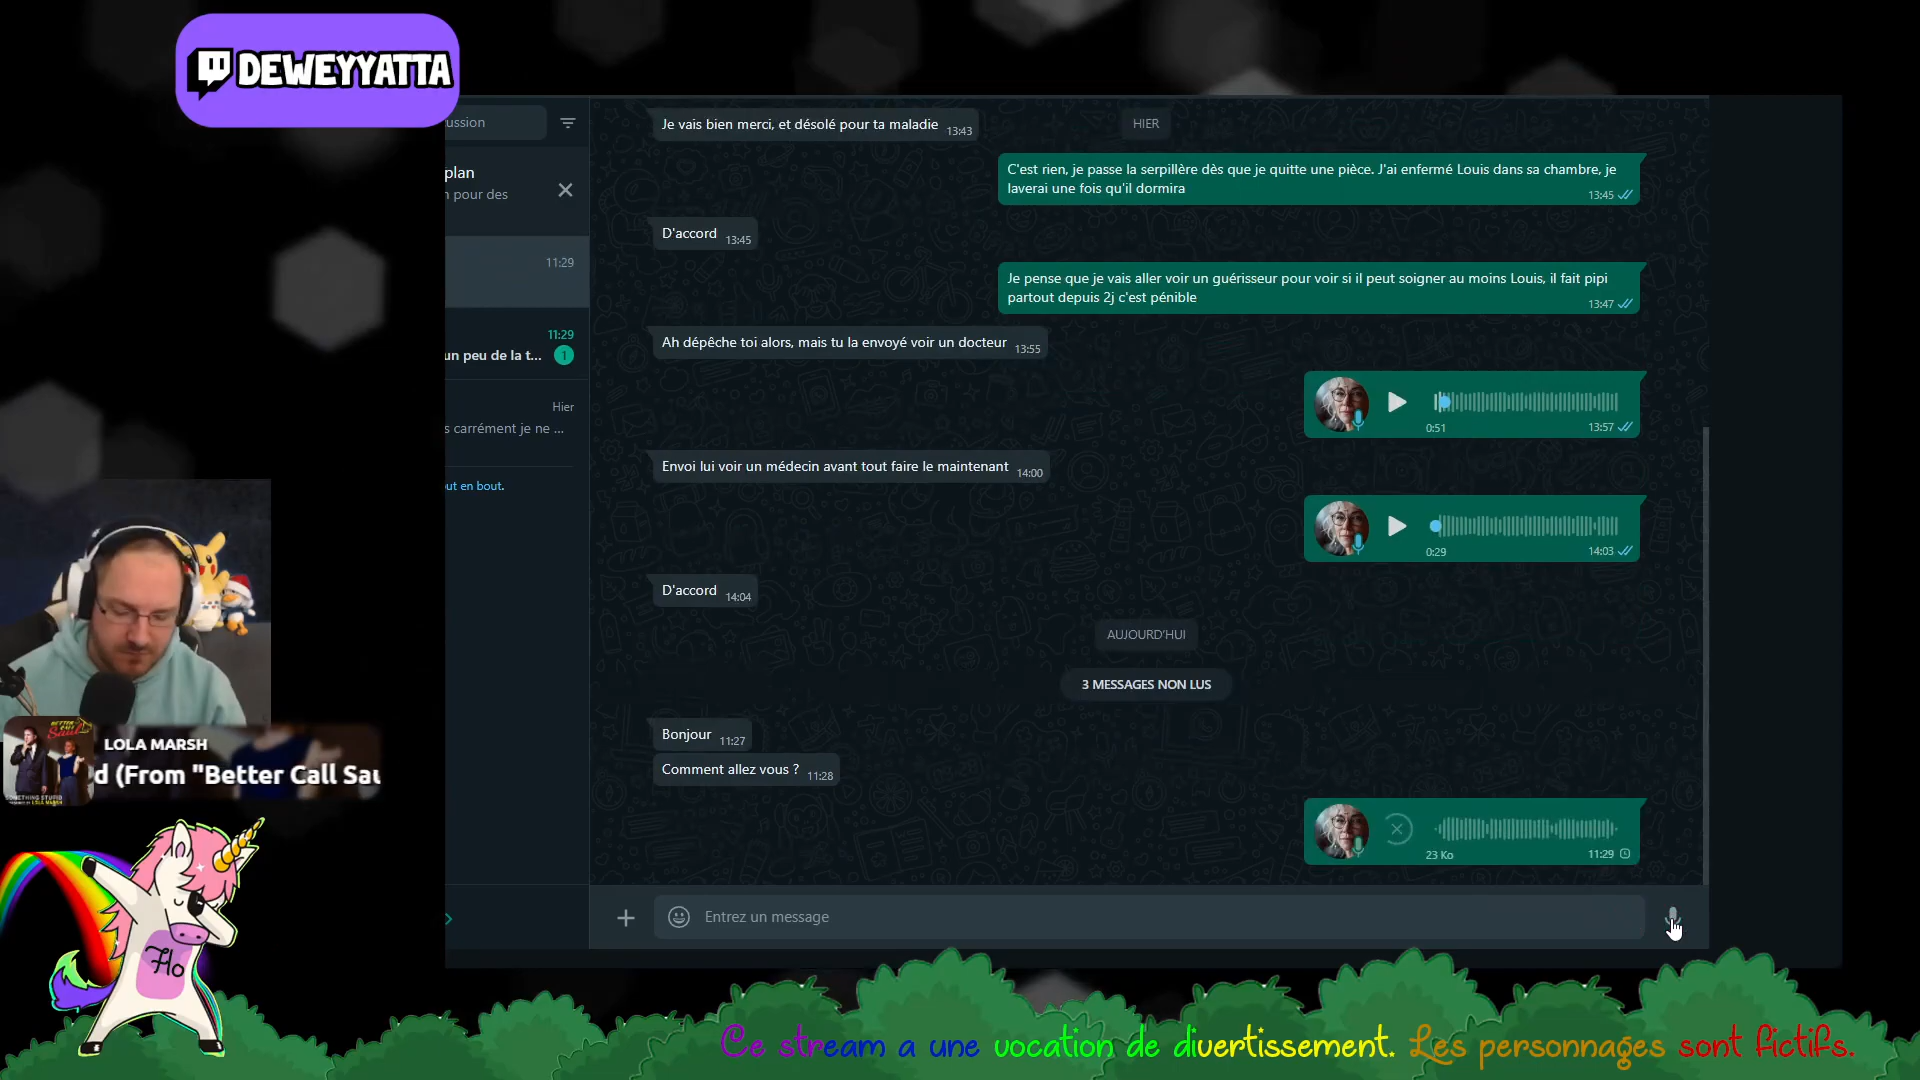 DEWEYYATTA
ussion
plan
n pour des
11:29
11:29
un peu de la t...
1
Hier
s carrément je ne ...
ut en bout.
HIER
Je vais bien merci, et désolé pour ta maladie 13:43
C'est rien, je passe la serpillère dès que je quitte une pièce. J'ai enfermé Louis dans sa chambre, je
laverai une fois qu'il dormira
13:45
D'accord 13:45
Je pense que je vais aller voir un guérisseur pour voir si il peut soigner au moins Louis, il fait pipi
partout depuis 2j c'est pénible
13:47
Ah dépêche toi alors, mais tu la envoyé voir un docteur 13:55
0:51 13:57
Envoi lui voir un médecin avant tout faire le maintenant 14:00
0:29 14:03
D'accord 14:04
AUJOURD'HUI
3 MESSAGES NON LUS
Bonjour 11:27
Comment allez vous ? 11:28
23 Ko 11:29
Entrez un message
LOLA MARSH
d (From "Better Call Sau
Flo
Ce stream a une vocation de divertissement. Les personnages sont fictifs.